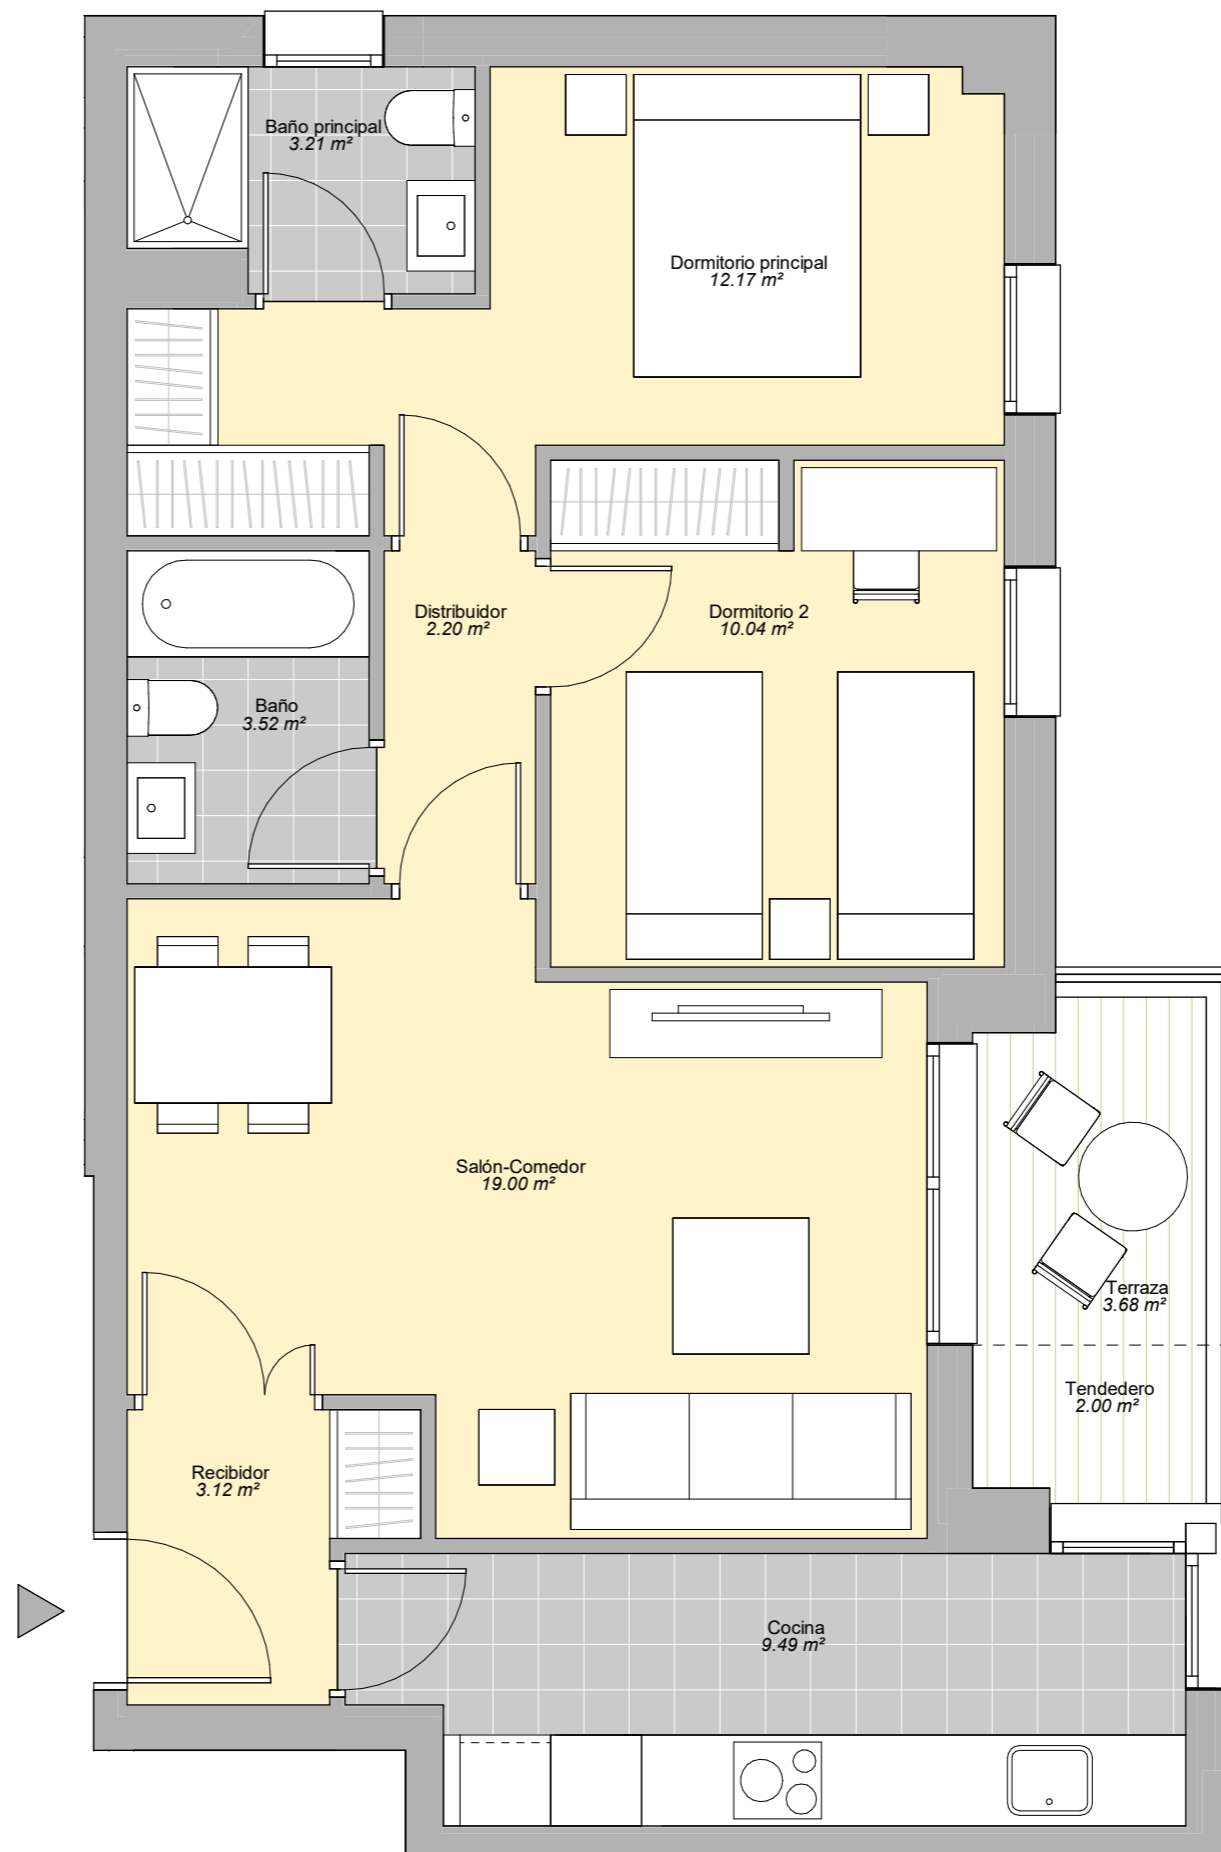 Baño principal
3.21 m²
Dormitorio principal
12.17 m²
Distribuidor
2.20 m²
Dormitorio 2
10.04 m²
Baño
3.52 m²
Salón-Comedor
19.00 m²
Terraza
3.68 m²
Tendedero
2.00 m²
Recibidor
3.12 m²
Cocina
9.49 m²